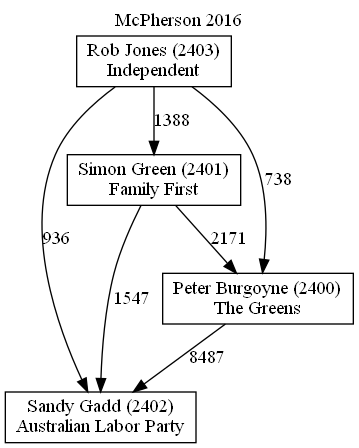 McPherson 2016
Rob Jones (2403)
Independent
1388
Simon Green (2401)
Family First
738
936
2171
1547
Peter Burgoyne (2400)
The Greens
8487
Sandy Gadd (2402)
Australian Labor Party